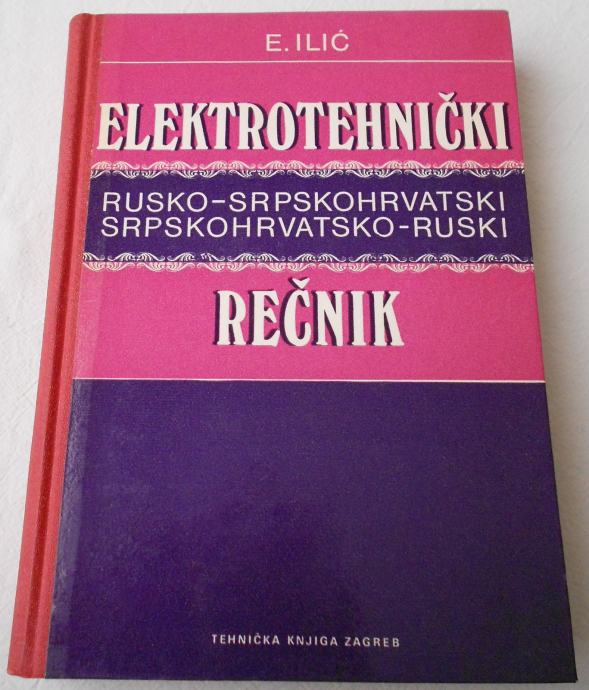 E. ILIĆ
ELEKTROTEHNIČKI
RUSKO-SRPSKOHRVATSKI
SRPSKOHRVATSKO-RUSKI
REČNIK
TEHNIČKA KNJIGA ZAGREB